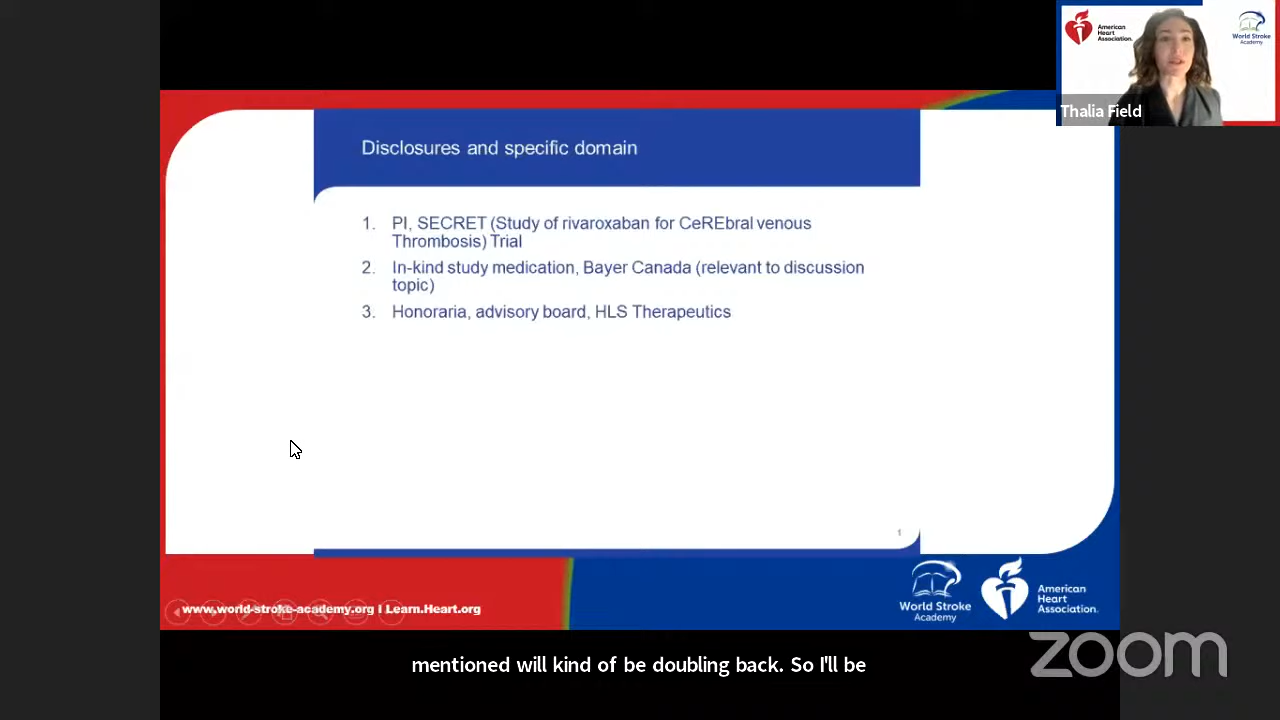 American
Heart
Association.
World Stroke
Academy
Thalia Field
Disclosures and specific domain
1. PI, SECRET (Study of rivaroxaban for CeREbral venous
Thrombosis) Trial
2. In-kind study medication, Bayer Canada (relevant to discussion
topic)
3. Honoraria, advisory board, HLS Therapeutics
1
www.world-stroke-academy.org I Learn.Heart.org
World Stroke
Academy
American
Heart
Association.
mentioned will kind of be doubling back. So I'll be
zoom